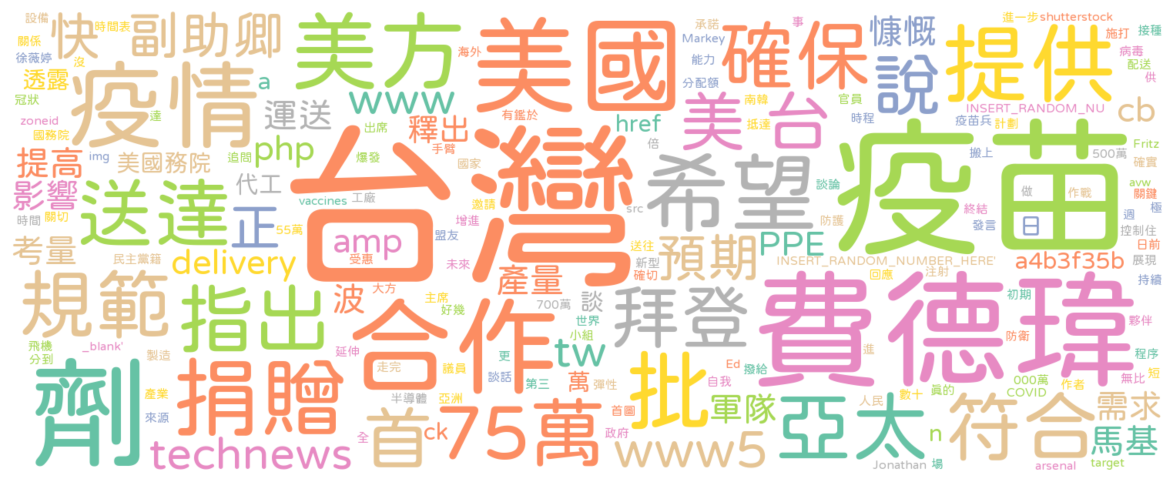 設備
時間表
快
副助卿
美方
美國
確保
慷慨
承諾
事
進一步
shutterstock
提供
施打
接種
關係
徐薇婷
沒
海外
Markey
能力
分配額
說
病毒
配送
供
透露
疫情
a
www
美台
南韓
官員
冠狀
達
運送
有鑑於
釋出
手臂
href
抵達
時程
INSERT_RANDOM_NU
疫苗兵
計劃
cb
zoneid
國務院
出席
倍
搬上
500萬
Fritz
提高
img
美國務院
追問
php
爆發
國家
台灣
希望
談論
疫苗
確實
影響
代工
工廠
vaccines
邀請
src
做
作戰
avw
關鍵
時間
關切
送達
正
55萬
amp
受惠
增進
盟友
防護
終結
日
週
極
發言
控制住
考量
民主黨籍
delivery
未來
送往
新型
確切
預期
PPE
INSERT_RANDOM_NUMBER_HERE'
回應
注射
a4b3f35b
日前
展現
持續
規範
指出
波
大方
產量
主席
好幾
700萬
談
拜登
費德瑋
初期
夥伴
飛機
分到
_blank'
製造
延伸
合作
世界
小組
tw
防衛
程序
走完
議員
更
談話
第三
萬
彈性
批
Ed
撥給
進
自我
000萬
COVID
作者
無比
短
劑
產業
來源
捐贈
半導體
亞洲
首
ck
75萬
首圖
政府
軍隊
亞太
人民
數十
真的
n
符合
需求
馬基
technews
全
www5
Jonathan
場
arsenal
target